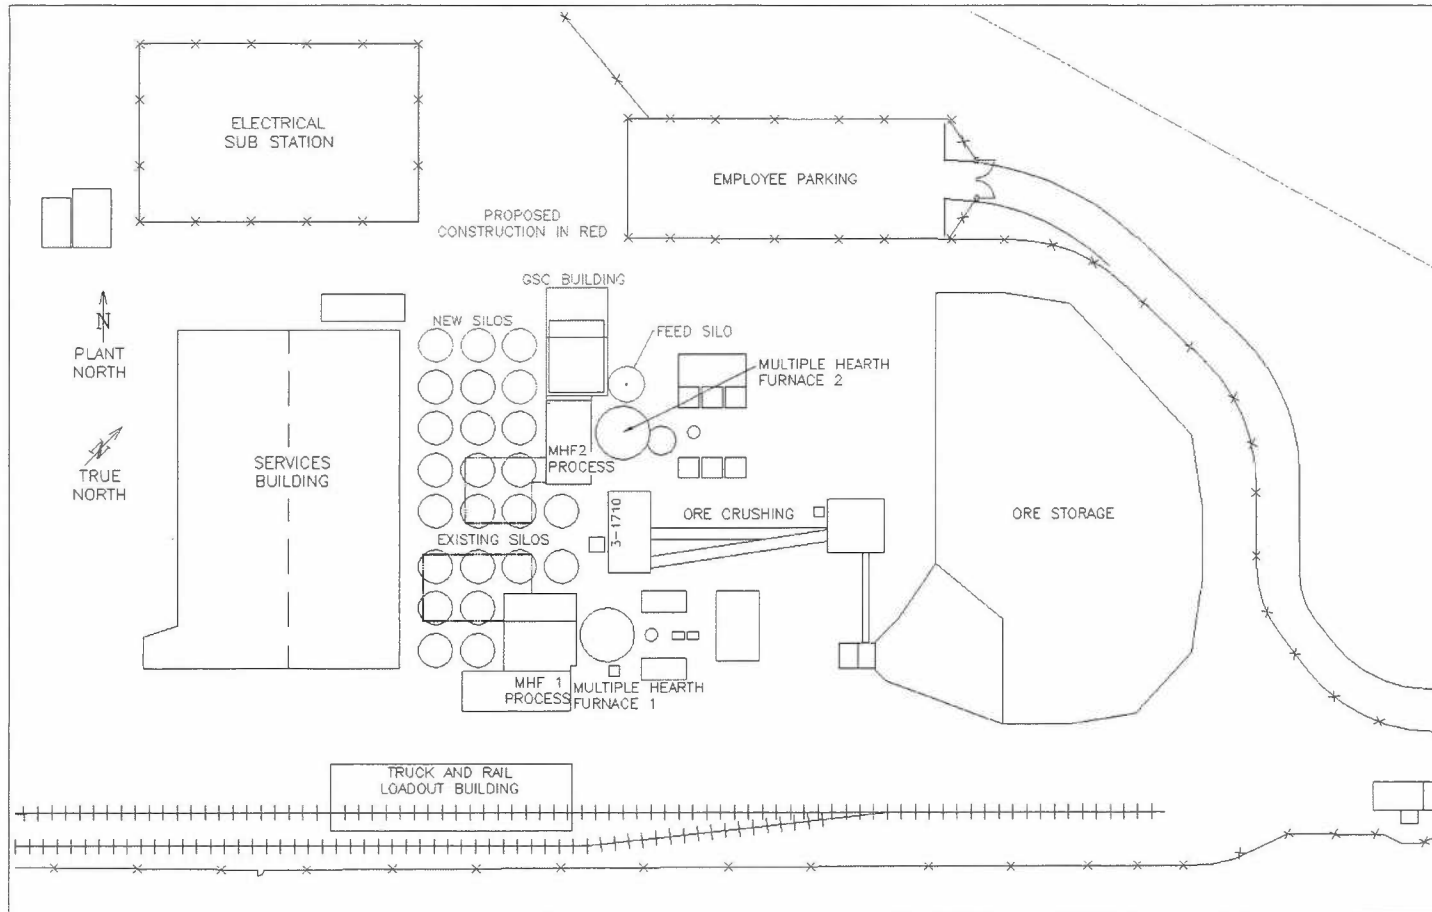 ELECTRICAL
SUB STATION
EMPLOYEE PARKING
PROPOSED
CONSTRUCTION IN RED
GSC BUILDING
N
PLANT
NORTH
NEW SILOS
FEED SILO
MULTIPLE HEARTH
FURNACE 2
N
TRUE
NORTH
SERVICES
BUILDING
MHF2
PROCESS
3-1710
ORE CRUSHING
ORE STORAGE
EXISTING SILOS
MHF 1
PROCESS
MULTIPLE HEARTH
FURNACE 1
TRUCK AND RAIL
LOADOUT BUILDING